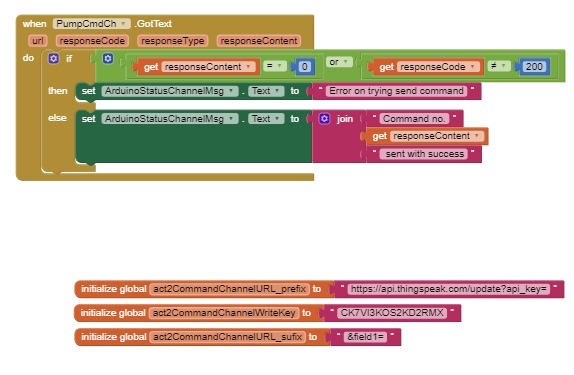 when PumpCmdCh .GotText
url responseCode responseType responseContent
do if get responseContent = 0 or get responseCode ≠ 200
then set ArduinoStatusChannelMsg . Text to " Error on trying send command "
else set ArduinoStatusChannelMsg . Text to join " Command no. "
get responseContent
" sent with success "
initialize global act2CommandChannelURL_prefix to " https://api.thingspeak.com/update?api_key= "
initialize global act2CommandChannelWriteKey to " CK7VI3KOS2KD2RMX "
initialize global act2CommandChannelURL_sufix to " &field1= "